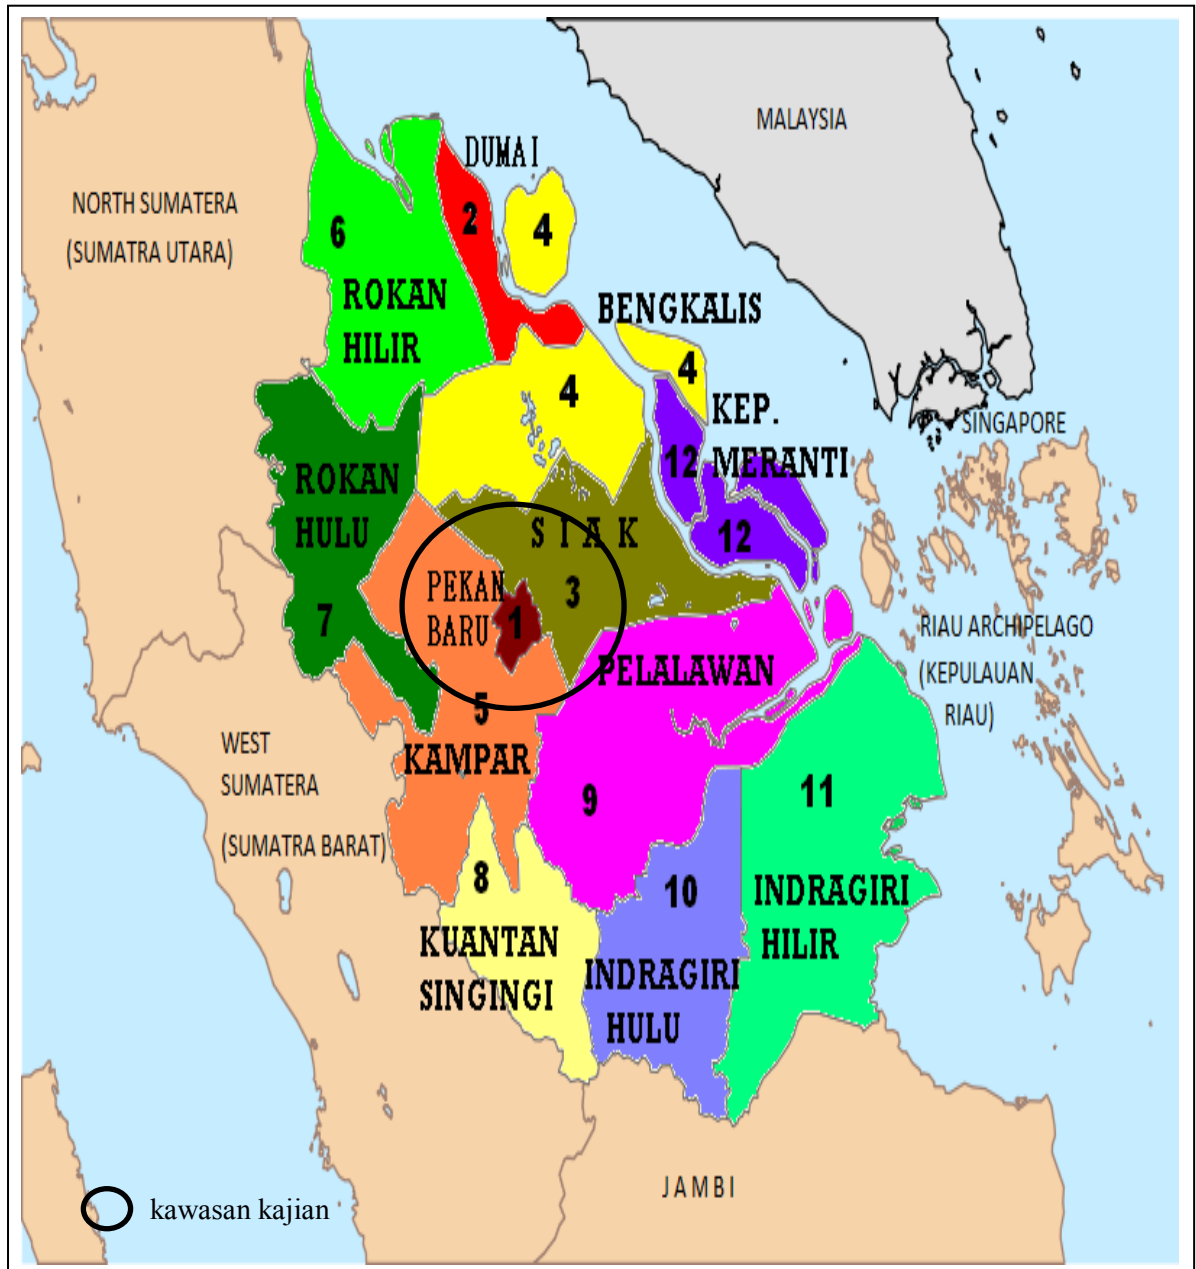 MALAYSIA
DUMAI
NORTH SUMATERA
(SUMATRA UTARA)
2
4
6
ROKAN
HILIR
BENGKALIS
4
4
KEP.
MERANTI
SINGAPORE
12
12
ROKAN
HULU
7
SIAK
3
PEKAN
BARU
1
RIAU ARCHIPELAGO
(KEPULAUAN
RIAU)
PELALAWAN
5
KAMPAR
WEST
SUMATERA
(SUMATRA BARAT)
9
11
8
10
INDRAGIRI
HILIR
KUANTAN
SINGINGI
INDRAGIRI
HULU
JAMBI
kawasan kajian